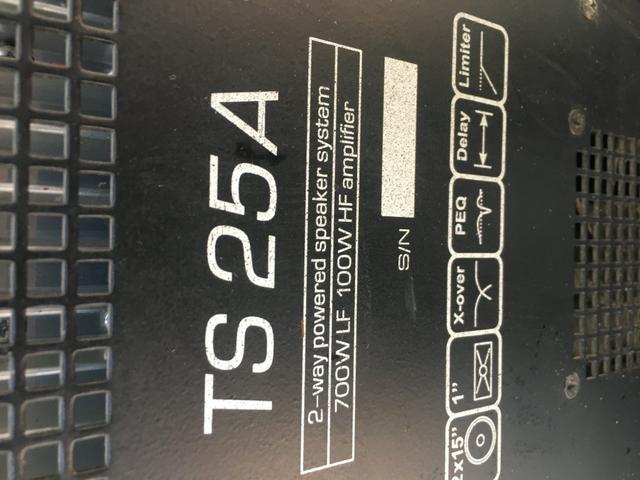 TS 25A
2-way powered speaker system
700W LF 100W HF amplifier
S/N
2x15"
1"
X-over
PEQ
Delay
Limiter